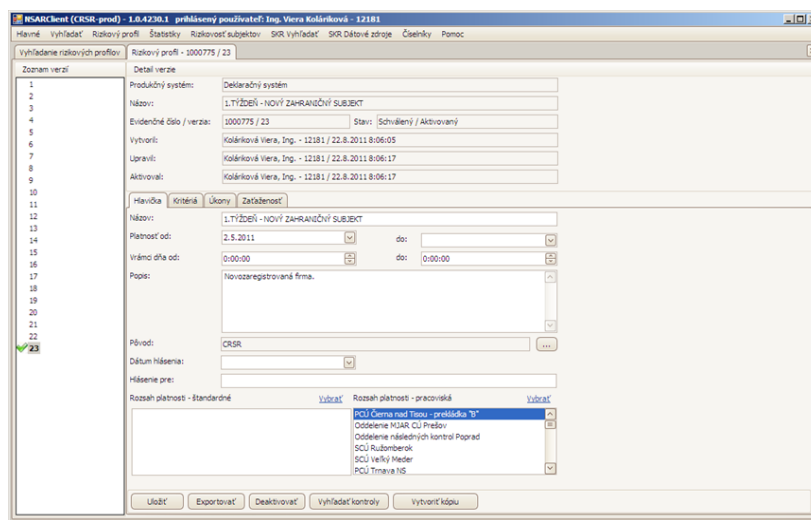 NSARClient (CRSR-prod) - 1.0.4230.1 prihlásený používateľ: Ing. Viera Koláriková - 12181
Hlavné Vyhľadať Rizkový profil Štatistiky Rizikovosť subjektov SKR Vyhľadať SKR Dátové zdroje Číselníky Pomoc
Vyhľadanie rizikových profilov Rizkový profil - 1000775 / 23
Zoznam verzií
1
2
3
4
5
6
7
8
9
10
11
12
13
14
15
16
17
18
19
20
21
22
23
Detail verzie
Produkčný systém: Deklaračný systém
Názov: 1.TÝŽDEŇ - NOVÝ ZAHRANIČNÝ SUBJEKT
Evidenčné číslo / verzia: 1000775 / 23 Stav: Schválený / Aktivovaný
Vytvoril: Koláriková Viera, Ing. - 12181 / 22.8.2011 8:06:05
Upravil: Koláriková Viera, Ing. - 12181 / 22.8.2011 8:06:17
Aktivoval: Koláriková Viera, Ing. - 12181 / 22.8.2011 8:06:17
Hlavička Kritériá Úkony Zaťaženosť
Názov: 1.TÝŽDEŇ - NOVÝ ZAHRANIČNÝ SUBJEKT
Platnosť od: 2.5.2011 do:
Vrámci dňa od: 0:00:00 do: 0:00:00
Popis: Novozaregistrovaná firma.
Pôvod: CRSR ...
Dátum hlásenia:
Hlásenie pre:
Rozsah platnosti - štandardné Vybrať Rozsah platnosti - pracoviská Vybrať
PCÚ Čierna nad Tisou - prekládka "B"
Oddelenie MJAR CÚ Prešov
Oddelenie následných kontrol Poprad
SCÚ Ružomberok
SCÚ Veľký Meder
PCÚ Trnava NS
Uložiť Exportovať Deaktivovať Vyhľadať kontroly Vytvoriť kópiu